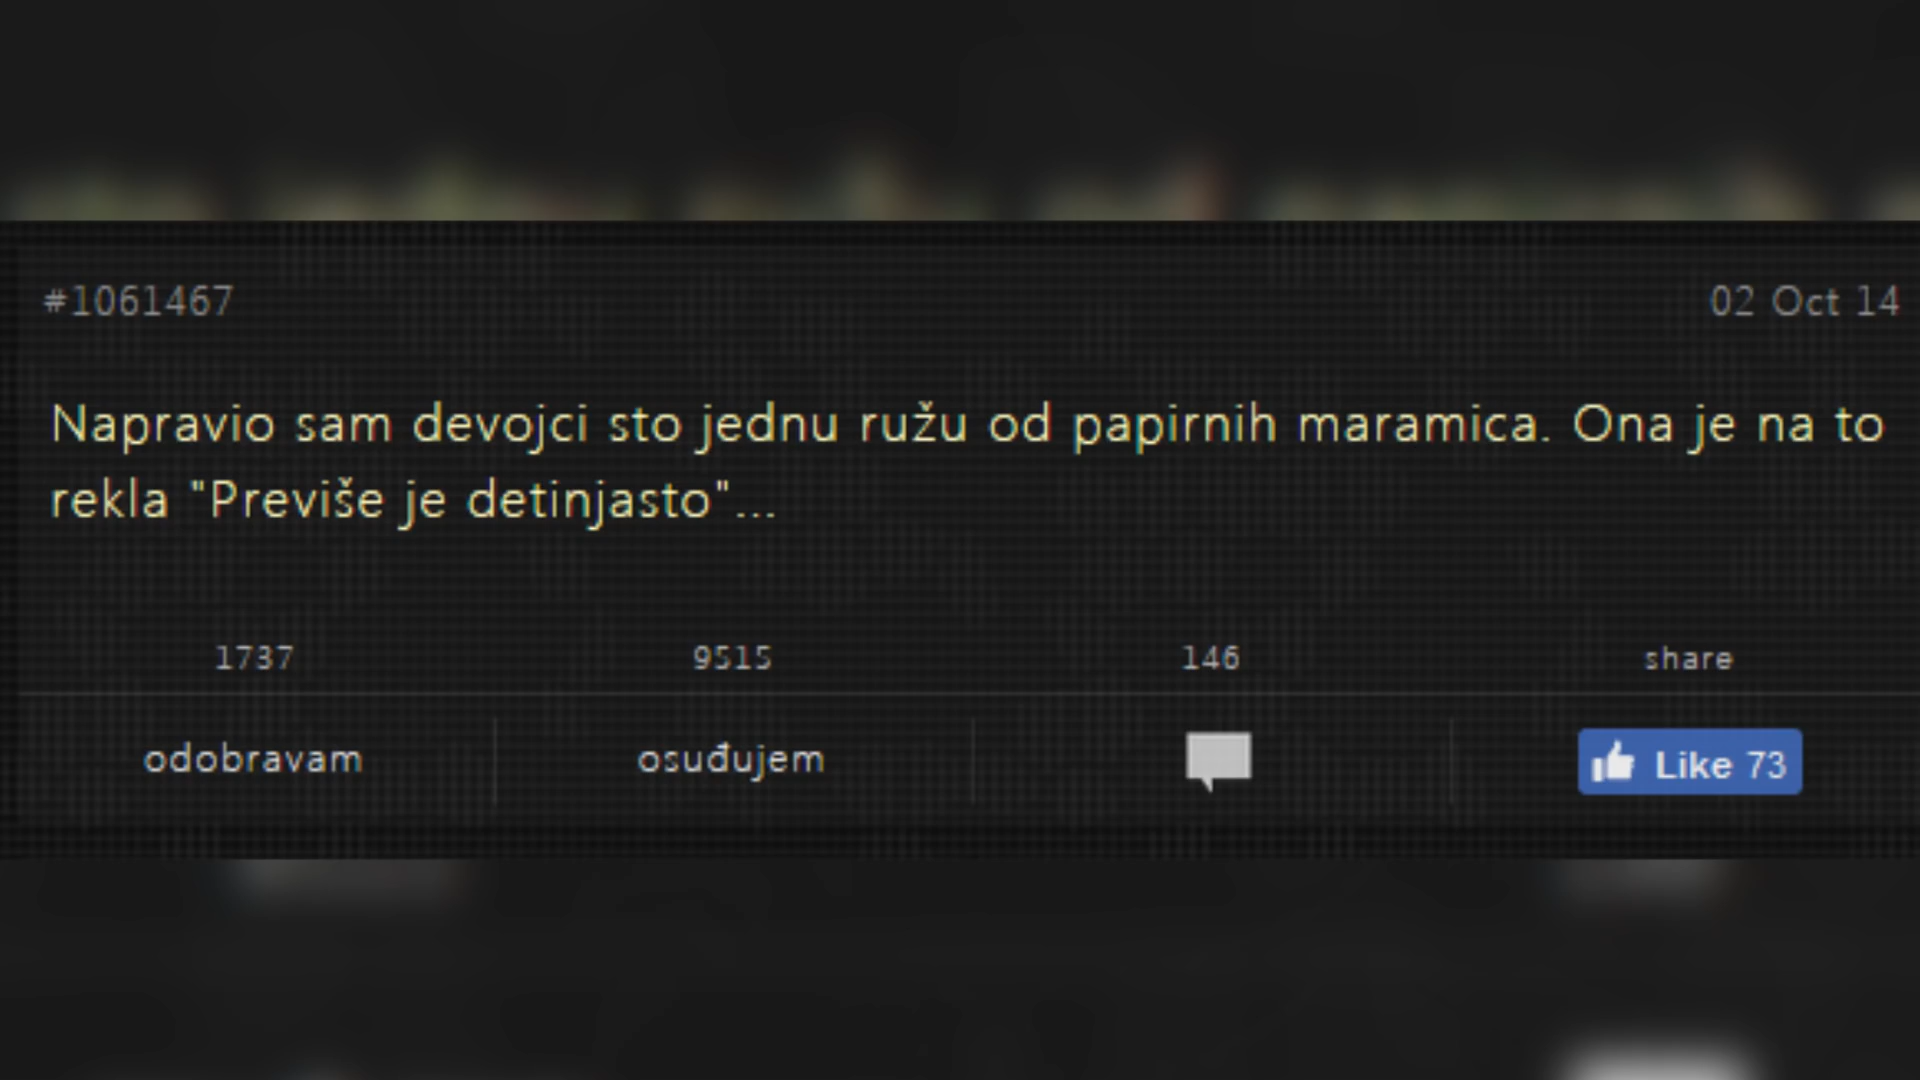 #1061467 02 Oct 14
Napravio sam devojci sto jednu ružu od papirnih maramica. Ona je na to
rekla "Previše je detinjasto"...
1737 9515 146 share
odobravam osuđujem Like 73